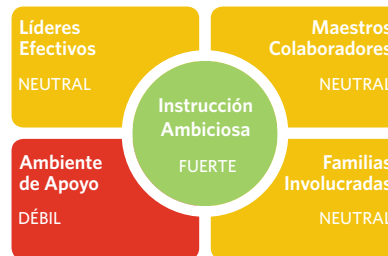 Líderes
Efectivos
NEUTRAL
Maestros
Colaboradores
NEUTRAL
Instrucción
Ambiciosa
FUERTE
Ambiente
de Apoyo
DÉBIL
Familias
Involucradas
NEUTRAL